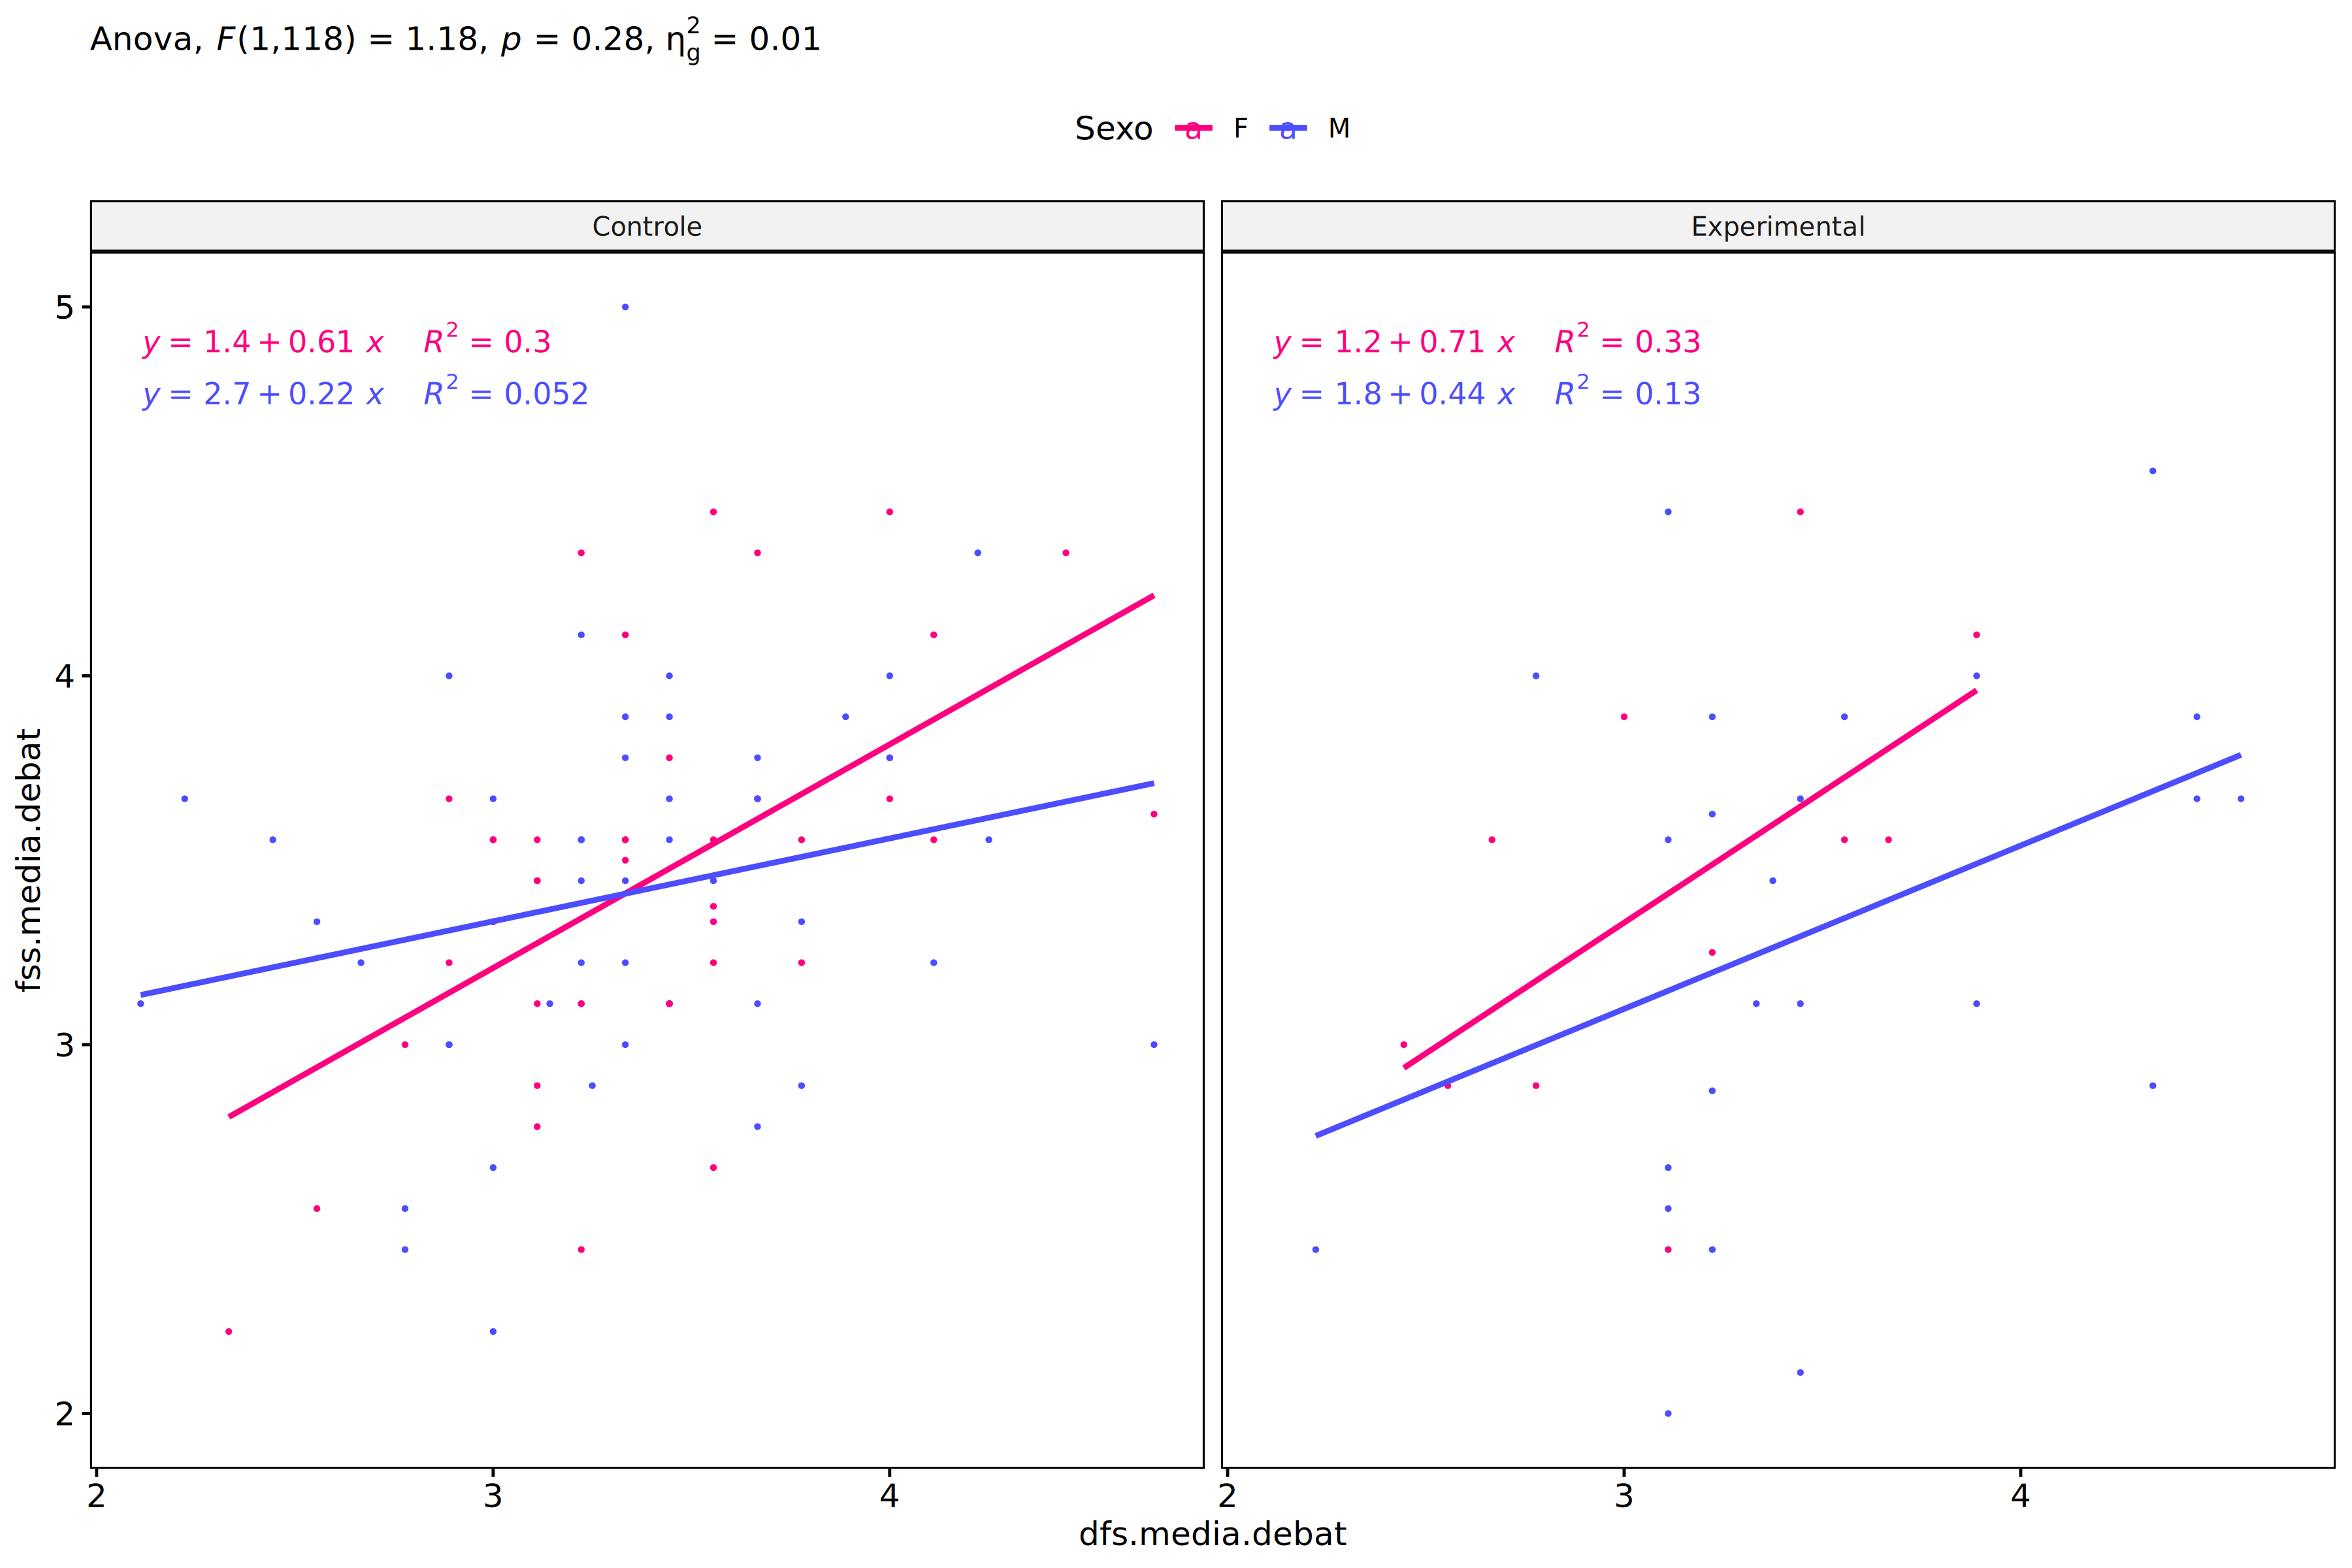 Anova, F(1,118) = 1.18, p = 0.28, η²g = 0.01
Sexo a F a M
Controle
Experimental
y = 1.4 + 0.61 x R² = 0.3
y = 2.7 + 0.22 x R² = 0.052
y = 1.2 + 0.71 x R² = 0.33
y = 1.8 + 0.44 x R² = 0.13
fss.media.debat
5
4
3
2
2 3 4
2 3 4
dfs.media.debat